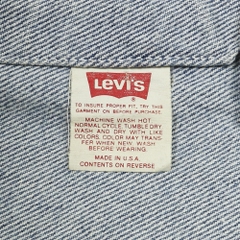 Levi's
TO INSURE PROPER FIT, TRY THIS
GARMENT ON BEFORE PURCHASE.
MACHINE WASH HOT
NORMAL CYCLE, TUMBLE DRY
WASH AND DRY WITH LIKE
COLORS. COLOR MAY TRANS-
FER WHEN NEW. WASH
BEFORE WEARING.
MADE IN U.S.A.
CONTENTS ON REVERSE